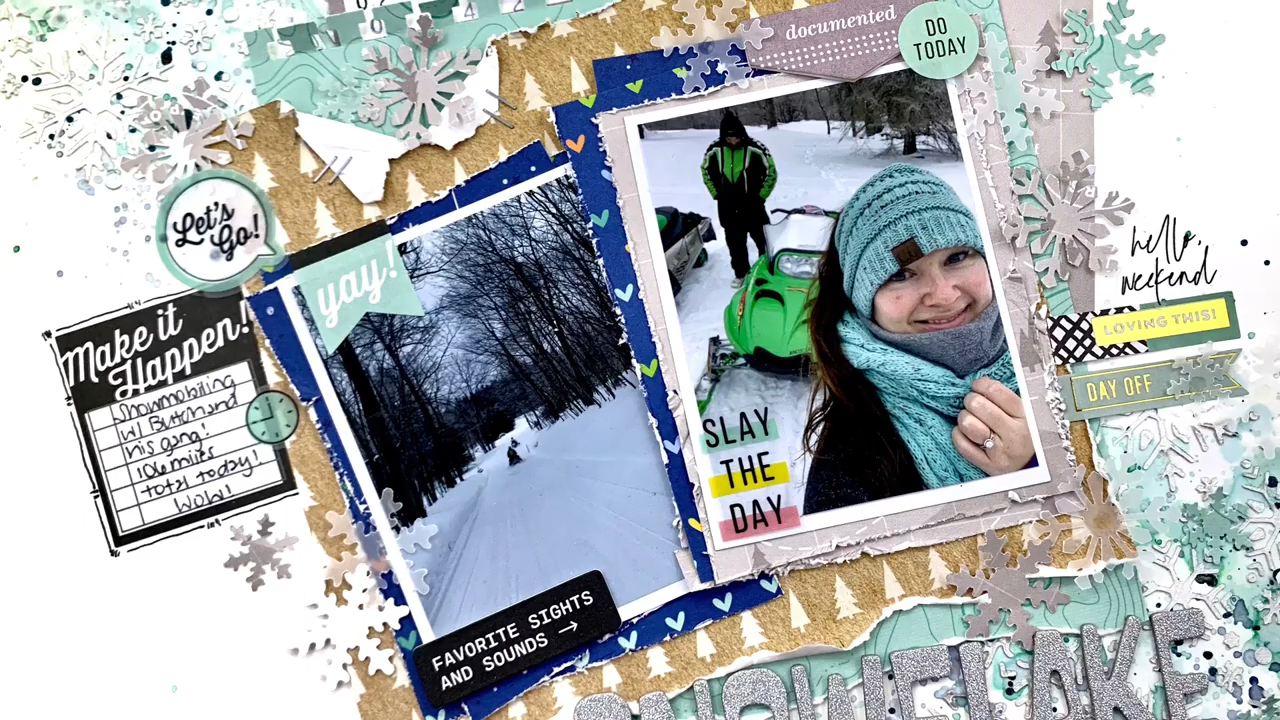 documented
DO
TODAY
Let's
Go!
yay!
Make it
Happen!
Snowmobiling
w/ Butch and
his gang!
106 miles
total today!
Wow!
hello,
weekend
LOVING THIS!
DAY OFF
SLAY
THE
DAY
FAVORITE SIGHTS
AND SOUNDS →
SNOWFLAKE